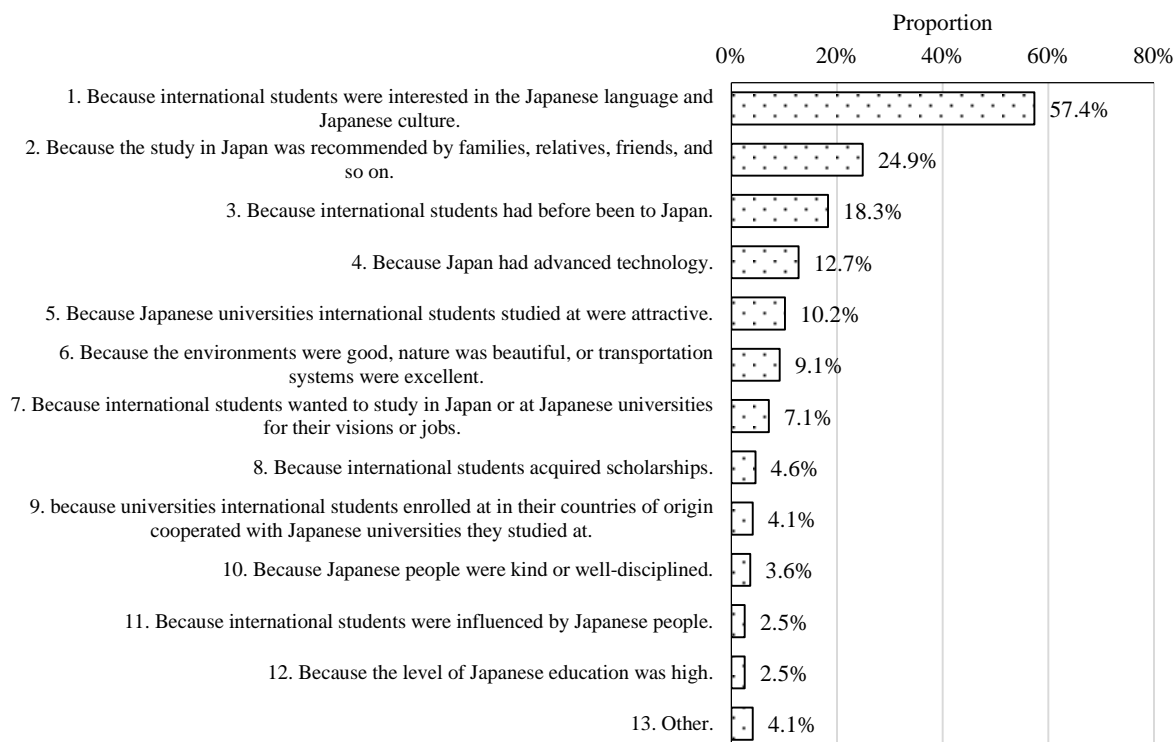 Proportion
0% 20% 40% 60% 80%
1. Because international students were interested in the Japanese language and
Japanese culture.
57.4%
2. Because the study in Japan was recommended by families, relatives, friends, and
so on.
24.9%
3. Because international students had before been to Japan.
18.3%
4. Because Japan had advanced technology.
12.7%
5. Because Japanese universities international students studied at were attractive.
10.2%
6. Because the environments were good, nature was beautiful, or transportation
systems were excellent.
9.1%
7. Because international students wanted to study in Japan or at Japanese universities
for their visions or jobs.
7.1%
8. Because international students acquired scholarships.
4.6%
9. because universities international students enrolled at in their countries of origin
cooperated with Japanese universities they studied at.
4.1%
10. Because Japanese people were kind or well-disciplined.
3.6%
11. Because international students were influenced by Japanese people.
2.5%
12. Because the level of Japanese education was high.
2.5%
13. Other.
4.1%